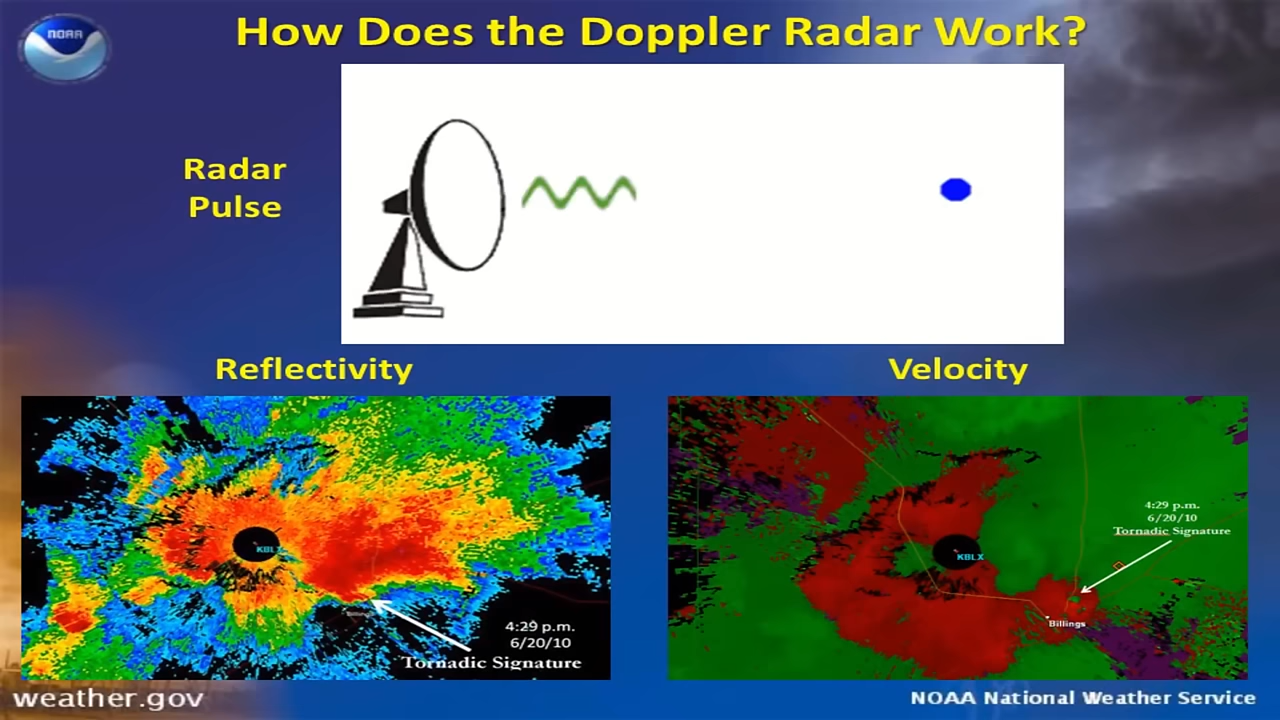 NOAA
How Does the Doppler Radar Work?
Radar
Pulse
Reflectivity
Velocity
KBLX
4:29 p.m.
6/20/10
Tornadic Signature
KBLX
4:29 p.m.
6/20/10
Tornadic Signature
Billings
weather.gov
NOAA National Weather Service